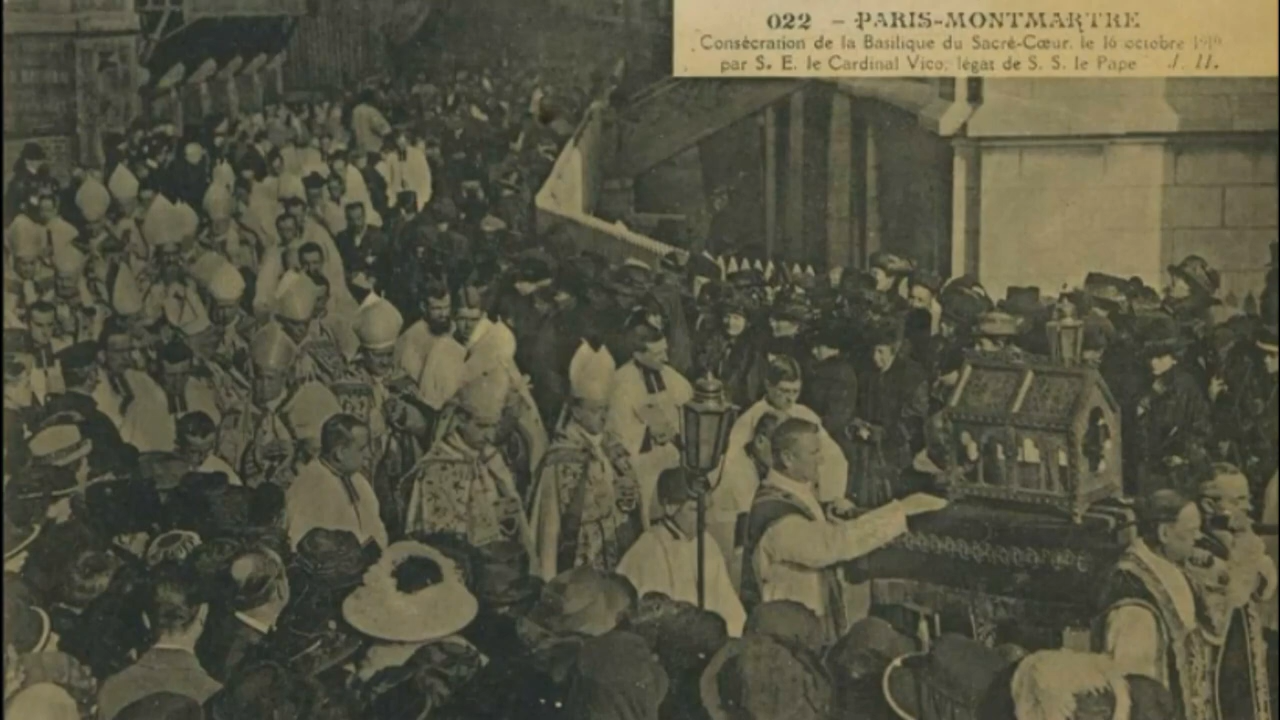 022 - PARIS-MONTMARTRE
Consécration de la Basilique du Sacré-Cœur, le 16 octobre 1919
par S. E. le Cardinal Vico, légat de S. S. le Pape J. H.